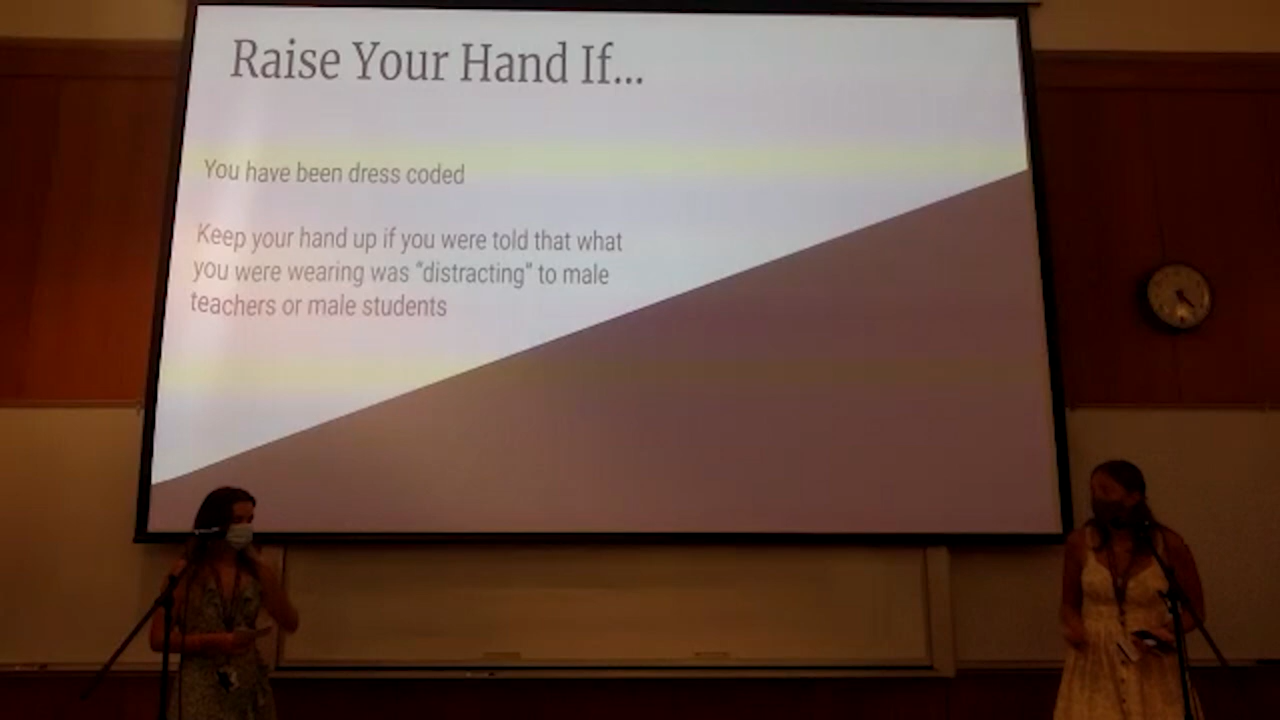 Raise Your Hand If...
You have been dress coded
Keep your hand up if you were told that what
you were wearing was “distracting” to male
teachers or male students